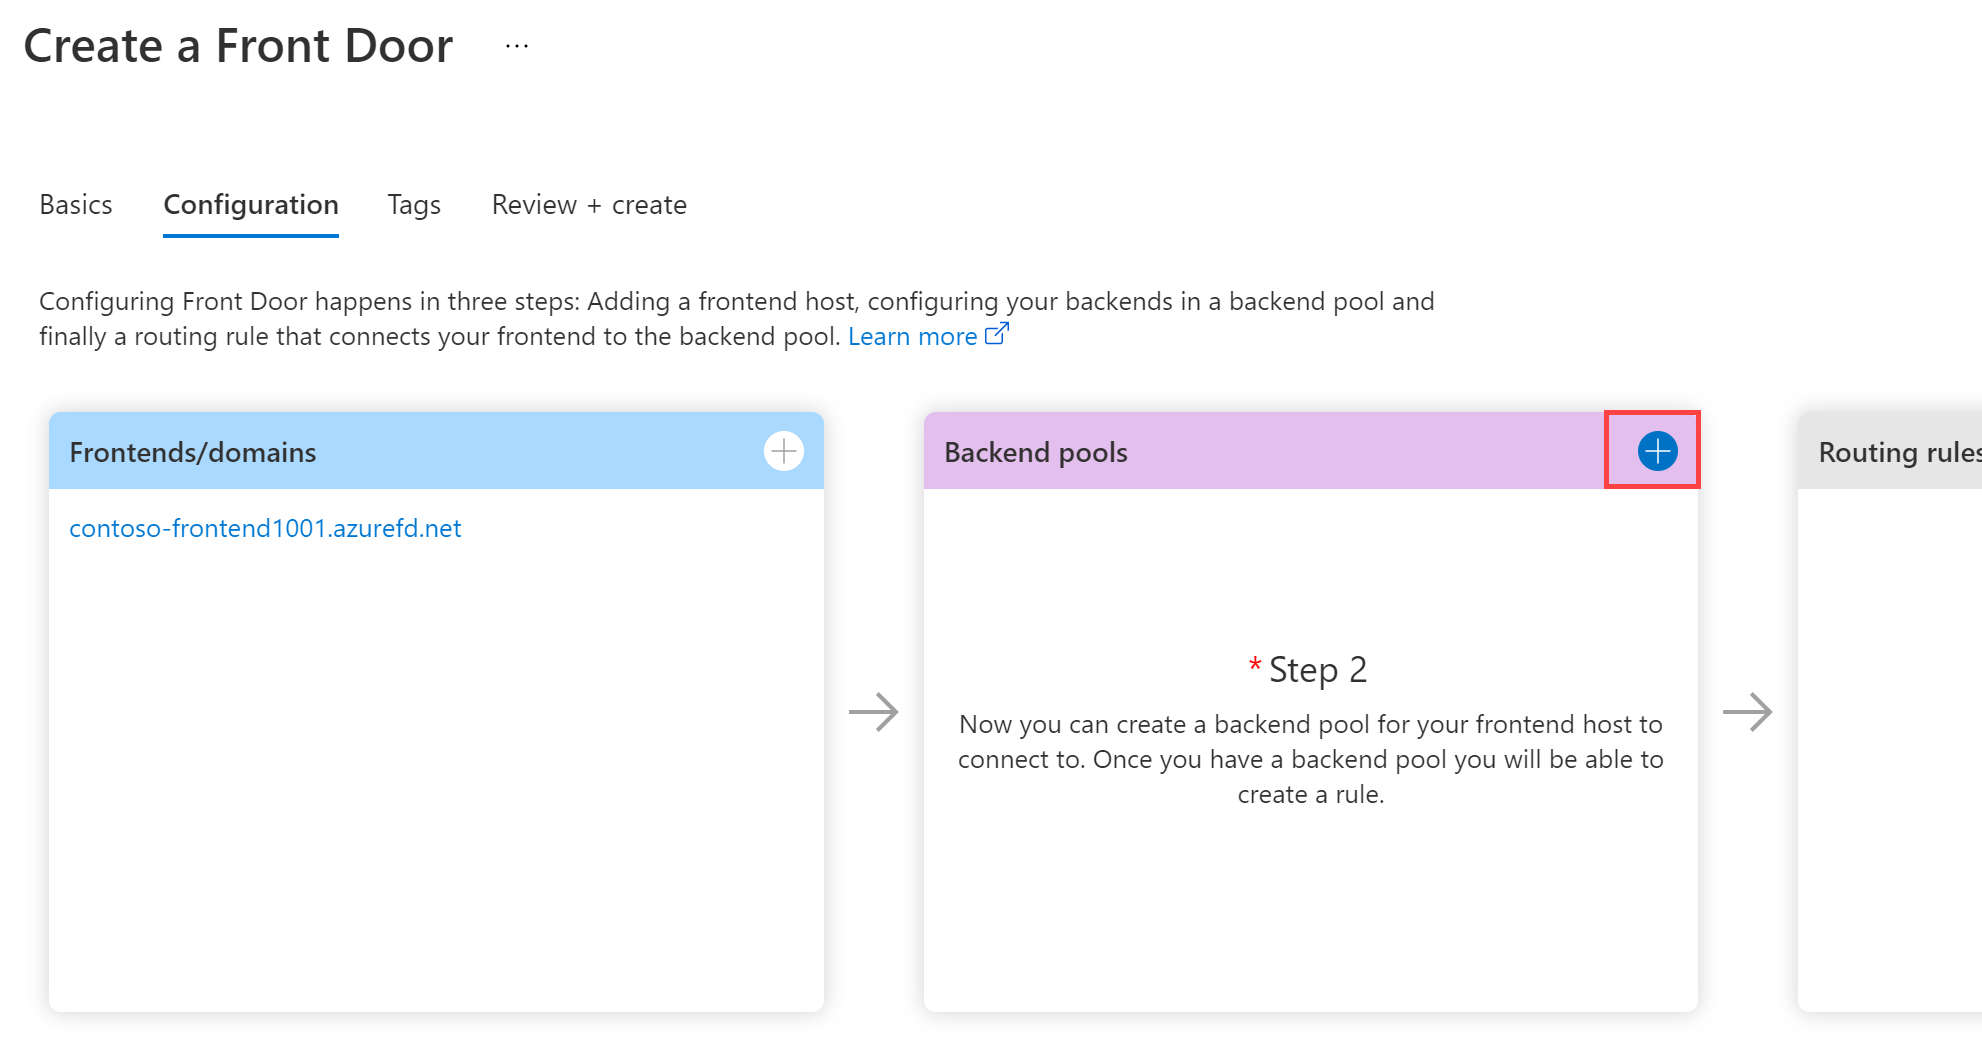 Create a Front Door ...
Basics Configuration Tags Review + create
Configuring Front Door happens in three steps: Adding a frontend host, configuring your backends in a backend pool and
finally a routing rule that connects your frontend to the backend pool. Learn more
Frontends/domains
contoso-frontend1001.azurefd.net
Backend pools
* Step 2
Now you can create a backend pool for your frontend host to
connect to. Once you have a backend pool you will be able to
create a rule.
Routing rules